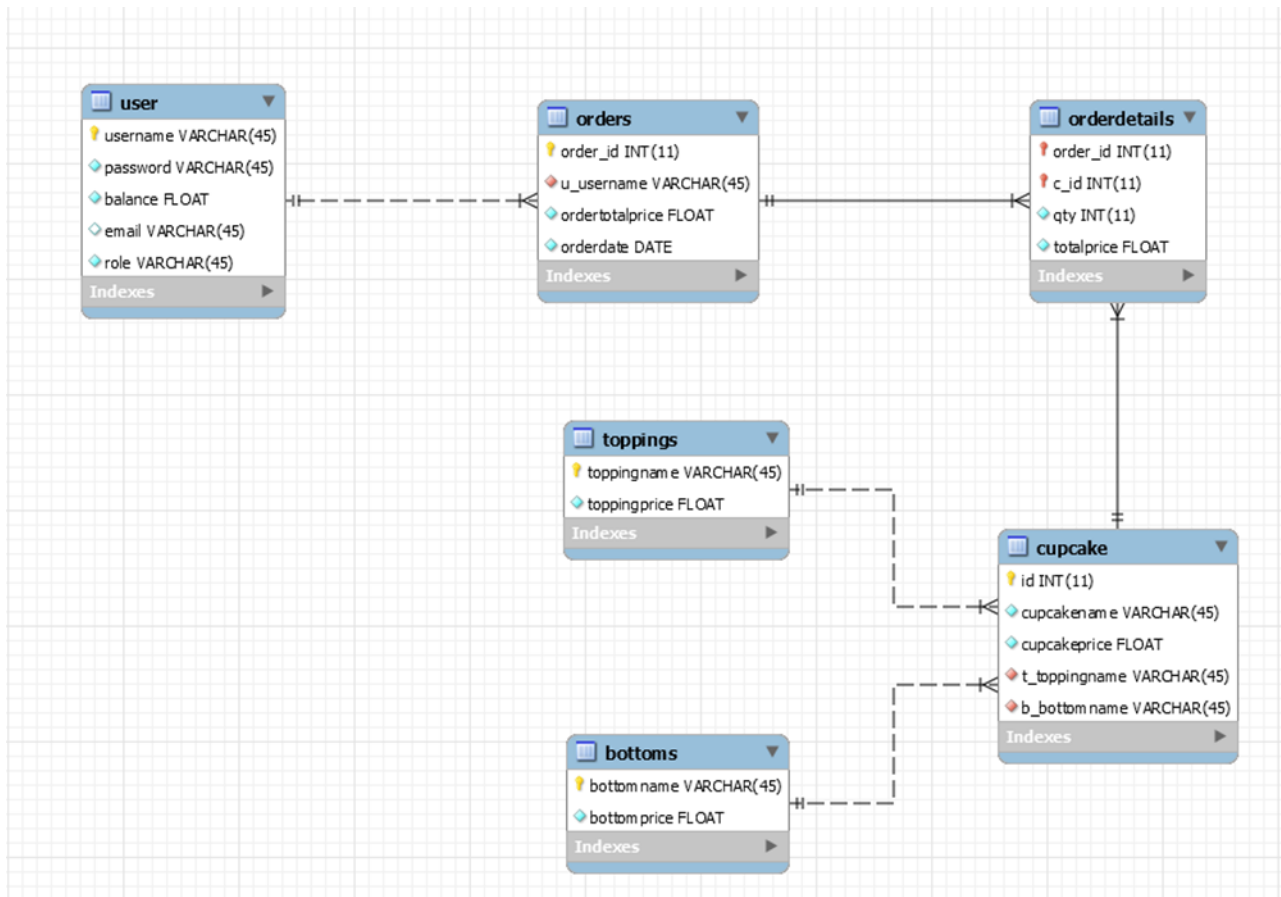 user
username VARCHAR(45)
password VARCHAR(45)
balance FLOAT
email VARCHAR(45)
role VARCHAR(45)
Indexes
orders
order_id INT(11)
u_username VARCHAR(45)
ordertotalprice FLOAT
orderdate DATE
Indexes
orderdetails
order_id INT(11)
c_id INT(11)
qty INT(11)
totalprice FLOAT
Indexes
toppings
toppingname VARCHAR(45)
toppingprice FLOAT
Indexes
cupcake
id INT(11)
cupcakename VARCHAR(45)
cupcakeprice FLOAT
t_toppingname VARCHAR(45)
b_bottomname VARCHAR(45)
Indexes
bottoms
bottomname VARCHAR(45)
bottomprice FLOAT
Indexes